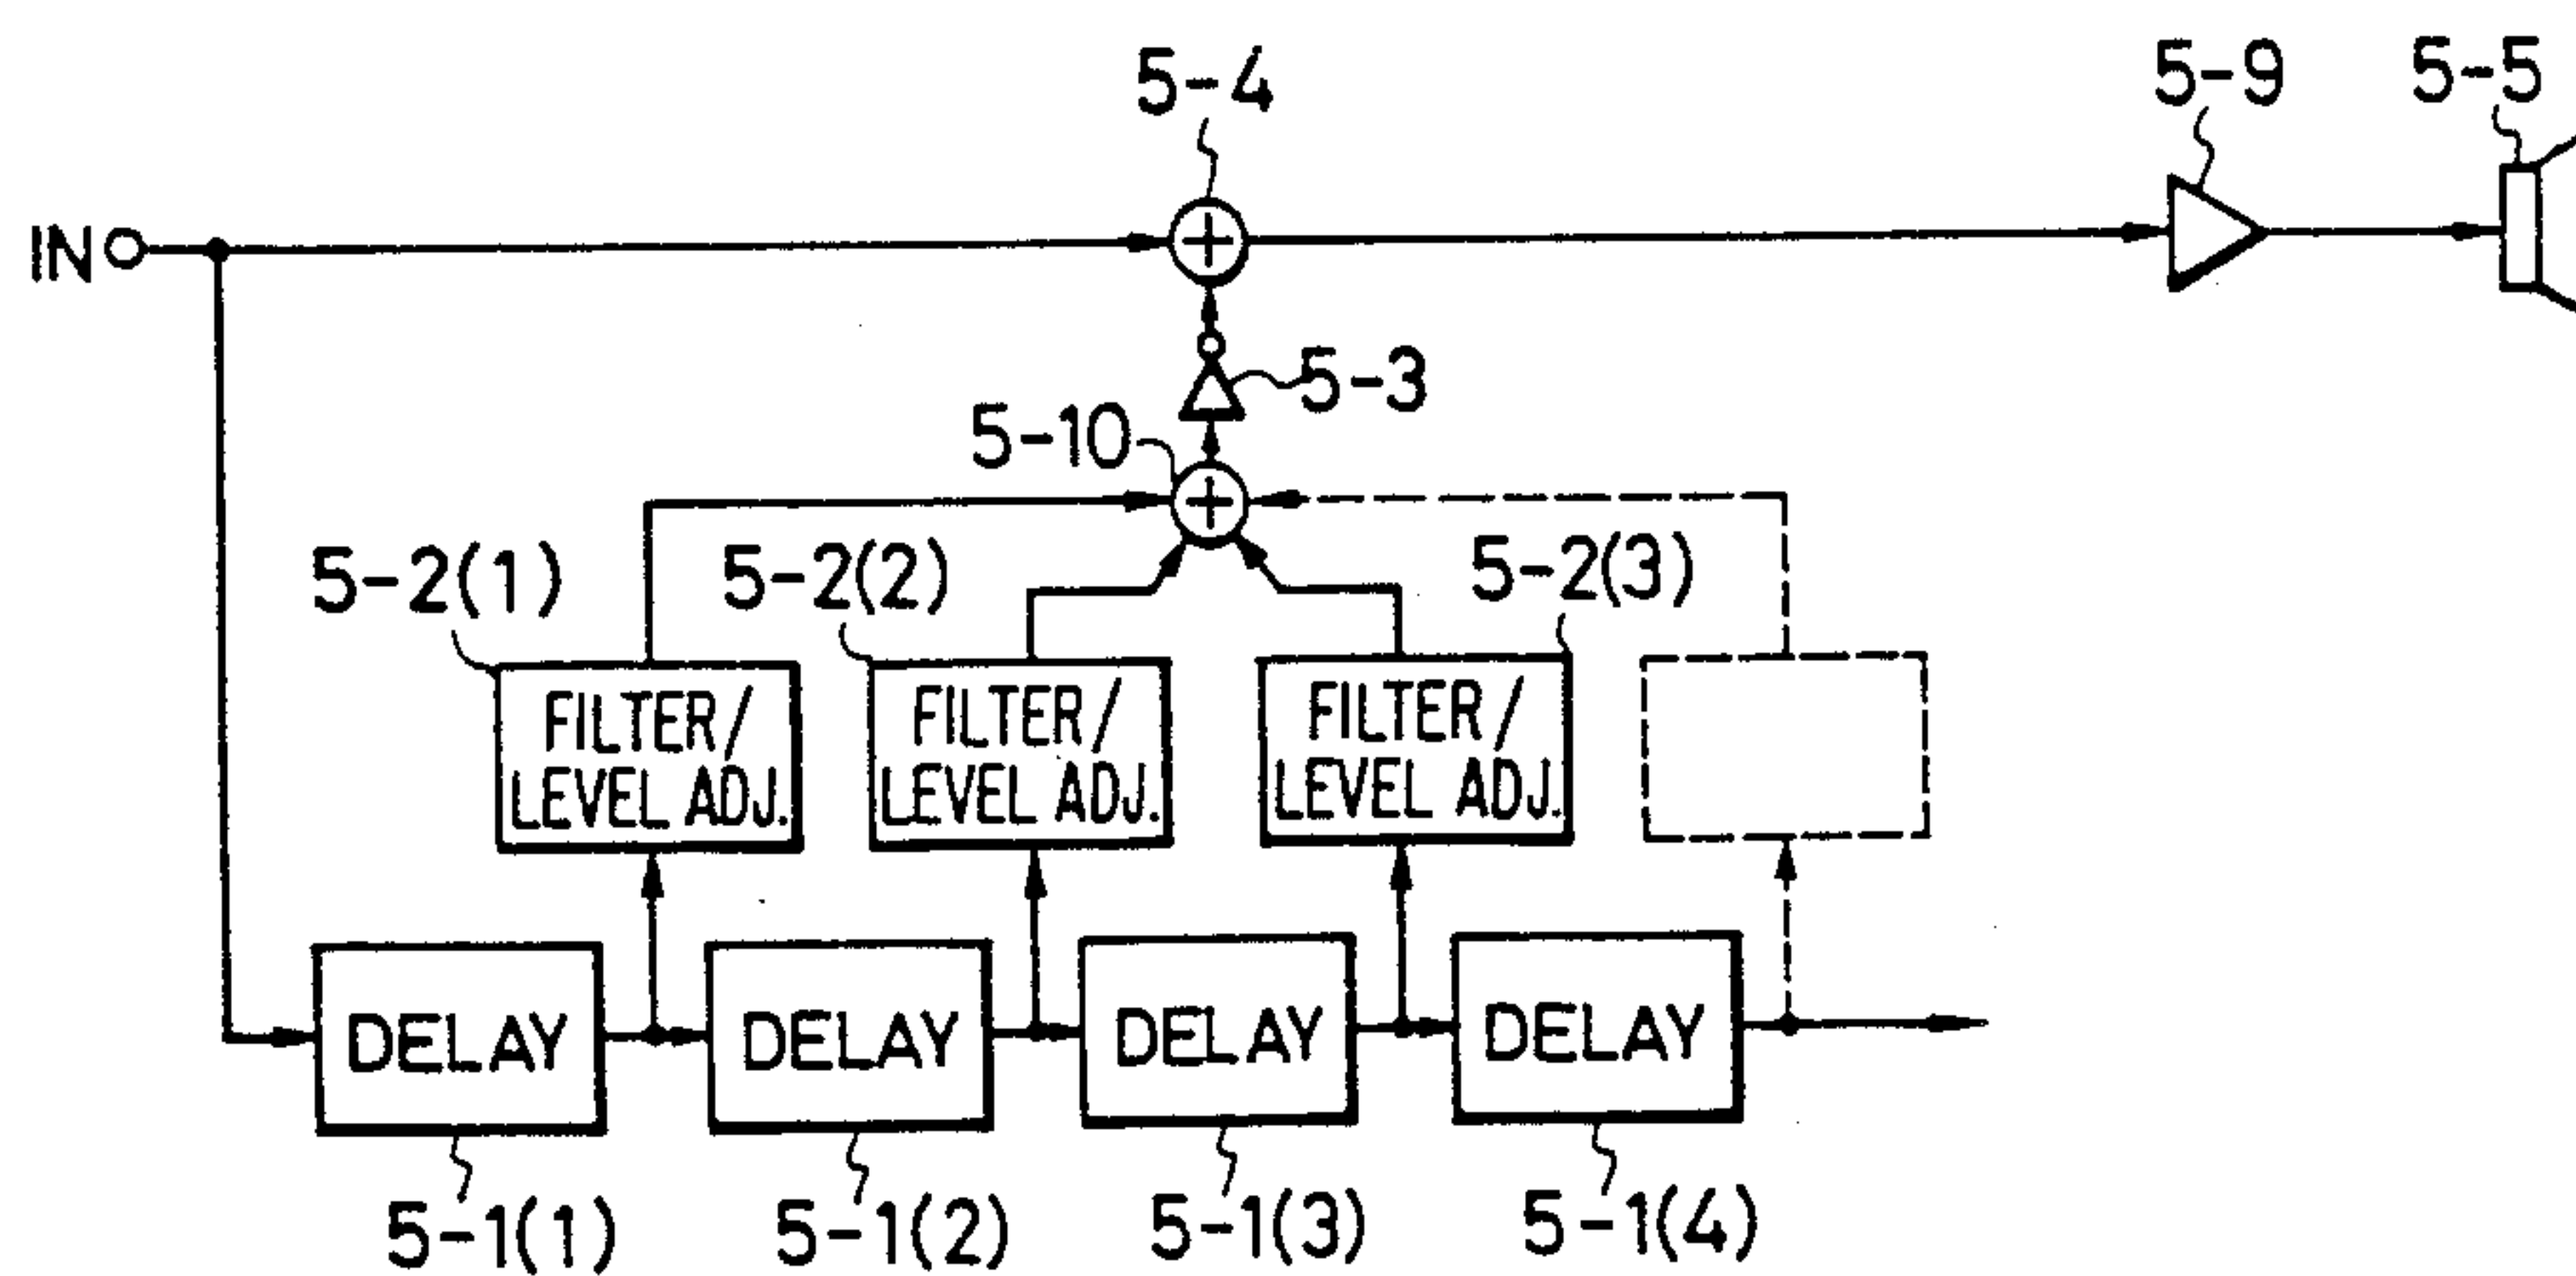 5-4
5-9
5-5
IN
5-3
5-10
5-2(1)
5-2(2)
5-2(3)
FILTER/
LEVEL ADJ.
FILTER/
LEVEL ADJ.
FILTER/
LEVEL ADJ.
DELAY
DELAY
DELAY
DELAY
5-1(1)
5-1(2)
5-1(3)
5-1(4)